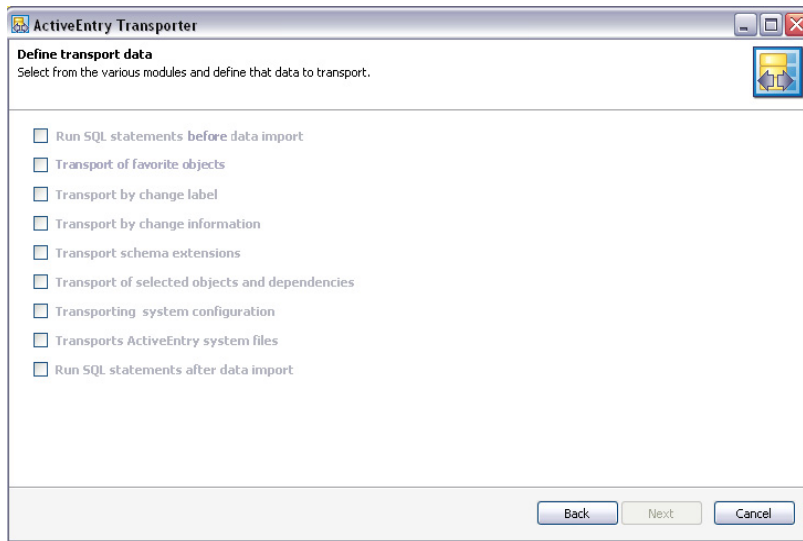 ActiveEntry Transporter
Define transport data
Select from the various modules and define that data to transport.
Run SQL statements before data import
Transport of favorite objects
Transport by change label
Transport by change information
Transport schema extensions
Transport of selected objects and dependencies
Transporting system configuration
Transports ActiveEntry system files
Run SQL statements after data import
Back Next Cancel